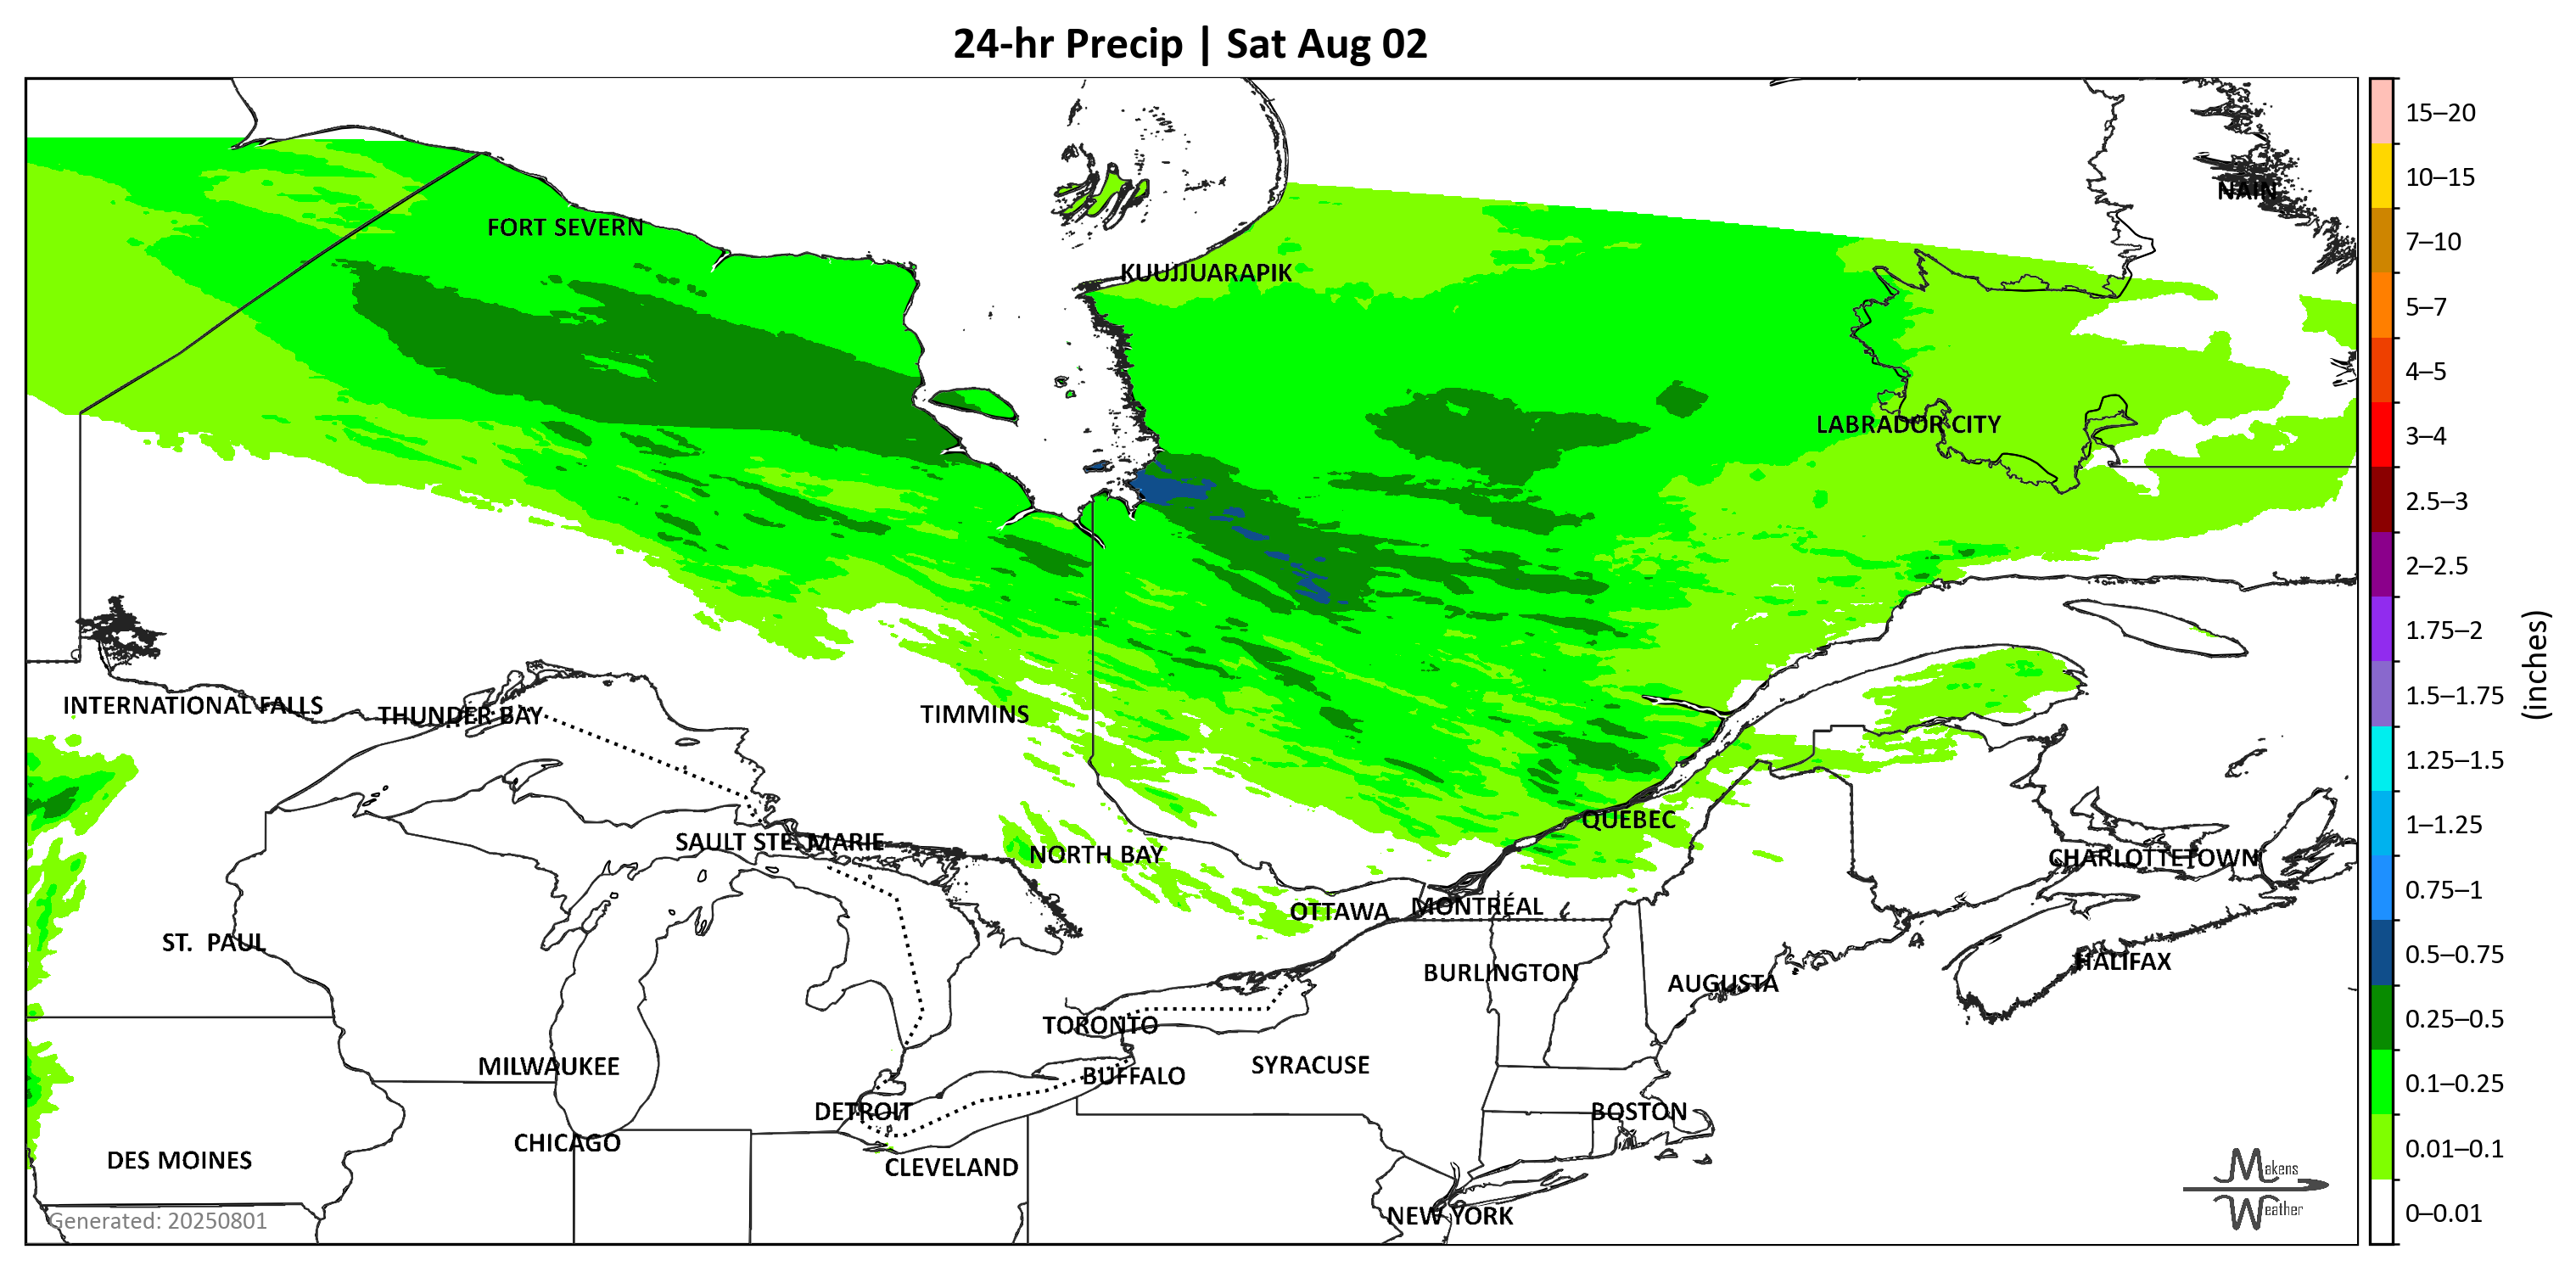 24-hr Precip | Sat Aug 02
NAIN
FORT SEVERN
KUUJJUARAPIK
LABRADOR CITY
INTERNATIONAL FALLS
THUNDER BAY
TIMMINS
QUEBEC
SAULT STE. MARIE
NORTH BAY
CHARLOTTETOWN
OTTAWA
MONTRÉAL
ST. PAUL
HALIFAX
BURLINGTON
AUGUSTA
TORONTO
MILWAUKEE
SYRACUSE
BUFFALO
DETROIT
BOSTON
CHICAGO
DES MOINES
CLEVELAND
NEW YORK
Generated: 20250801
Makens
Weather
15–20
10–15
7–10
5–7
4–5
3–4
2.5–3
2–2.5
1.75–2
1.5–1.75
1.25–1.5
1–1.25
0.75–1
0.5–0.75
0.25–0.5
0.1–0.25
0.01–0.1
0–0.01
(inches)